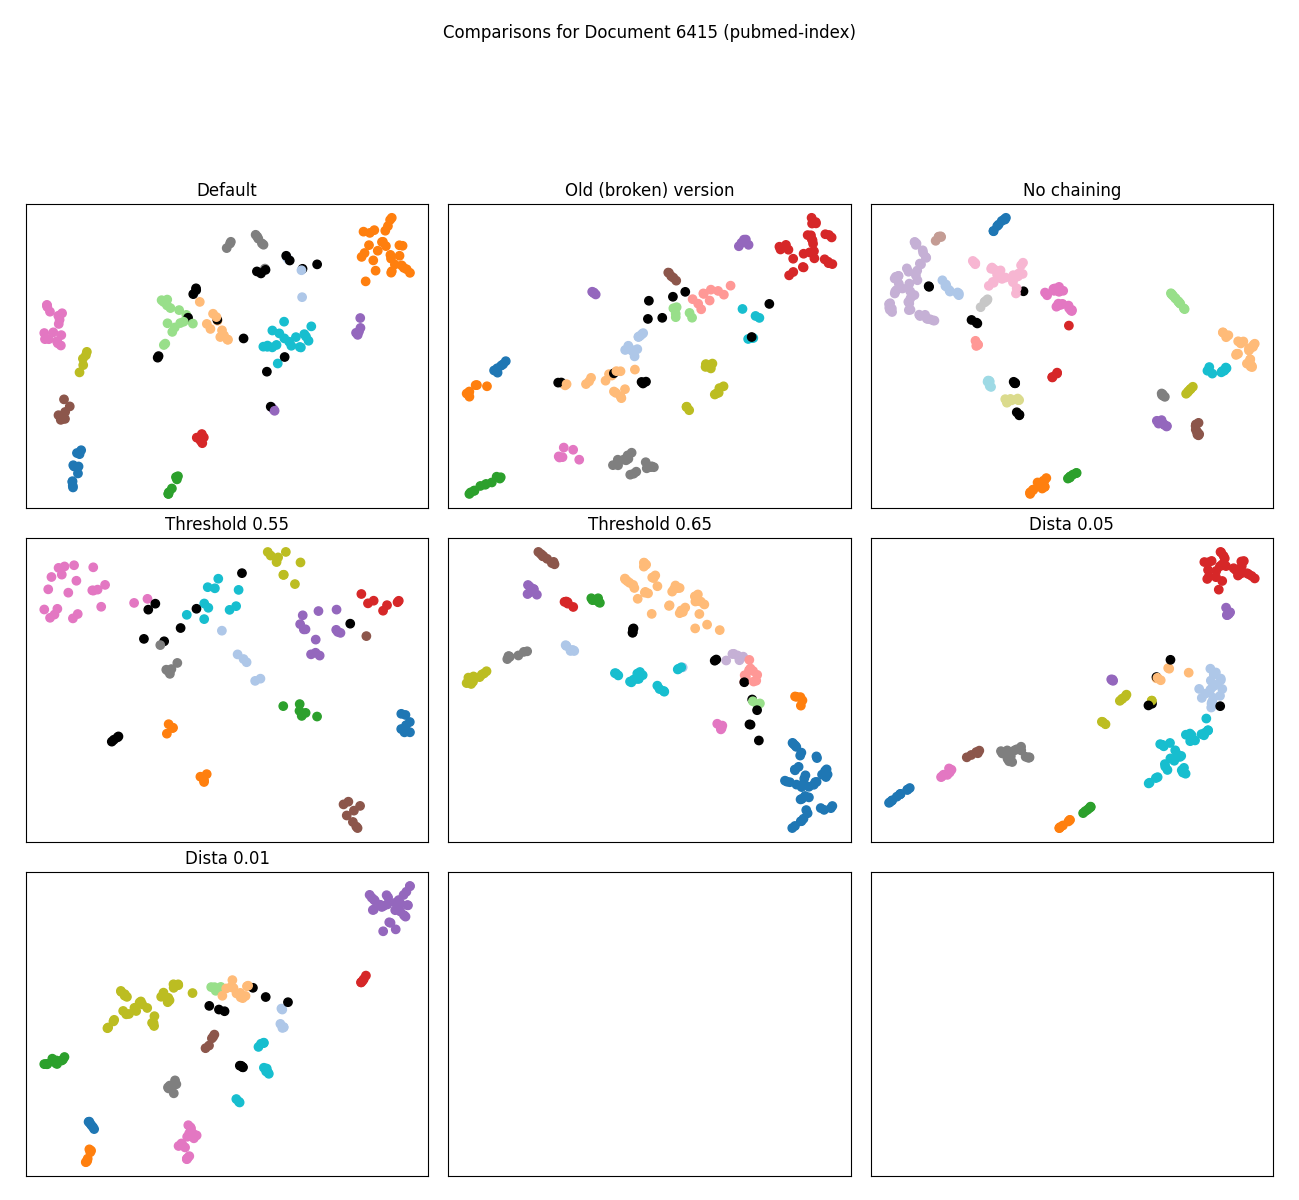 Comparisons for Document 6415 (pubmed-index)
Default
Old (broken) version
No chaining
Threshold 0.55
Threshold 0.65
Dista 0.05
Dista 0.01